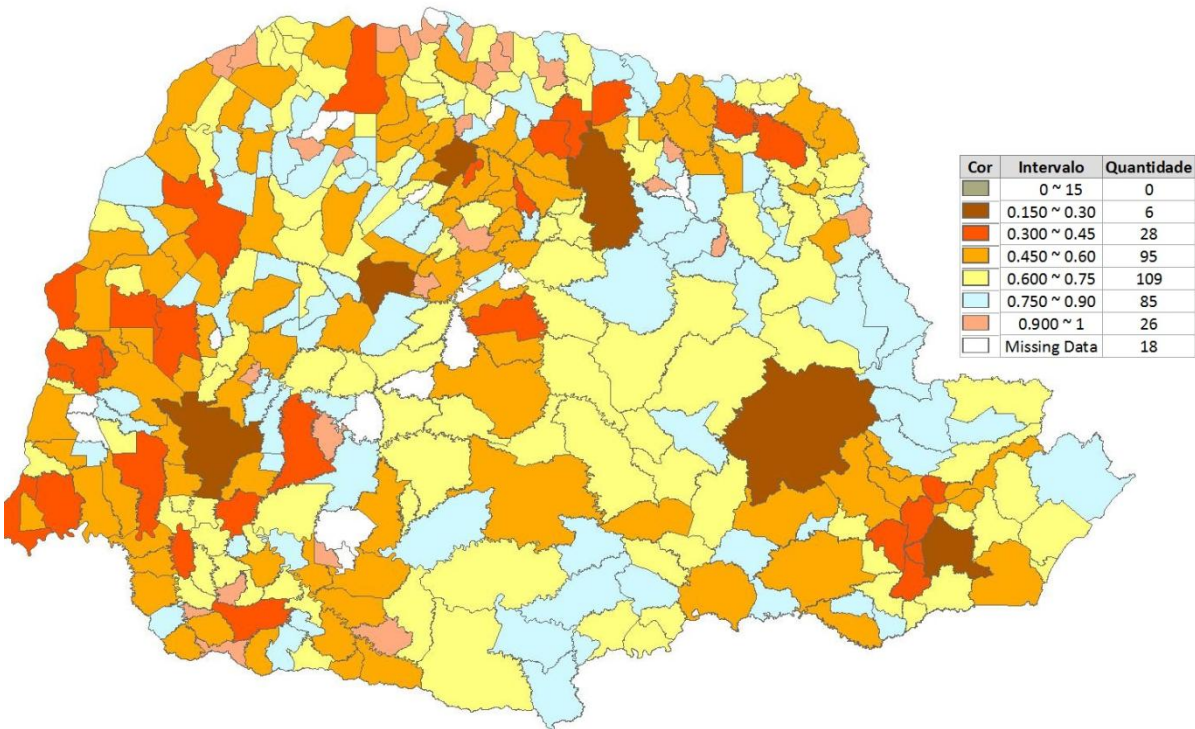 Cor Intervalo Quantidade
0 ~ 15 0
0.150 ~ 0.30 6
0.300 ~ 0.45 28
0.450 ~ 0.60 95
0.600 ~ 0.75 109
0.750 ~ 0.90 85
0.900 ~ 1 26
Missing Data 18